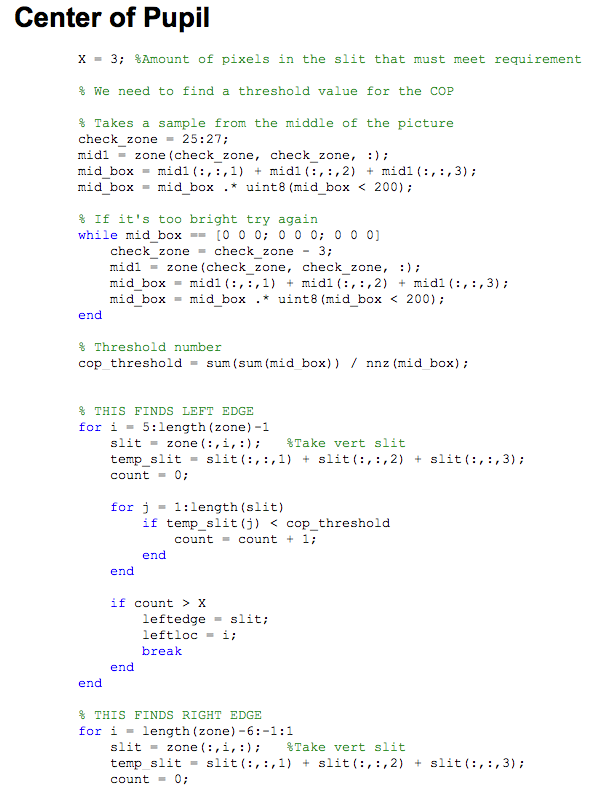 Center of Pupil
X = 3; %Amount of pixels in the slit that must meet requirement
% We need to find a threshold value for the COP
% Takes a sample from the middle of the picture
check_zone = 25:27;
mid1 = zone(check_zone, check_zone, :);
mid_box = mid1(:,:,1) + mid1(:,:,2) + mid1(:,:,3);
mid_box = mid_box .* uint8(mid_box < 200);
% If it's too bright try again
while mid_box == [0 0 0; 0 0 0; 0 0 0]
    check_zone = check_zone - 3;
    mid1 = zone(check_zone, check_zone, :);
    mid_box = mid1(:,:,1) + mid1(:,:,2) + mid1(:,:,3);
    mid_box = mid_box .* uint8(mid_box < 200);
end
% Threshold number
cop_threshold = sum(sum(mid_box)) / nnz(mid_box);
% THIS FINDS LEFT EDGE
for i = 5:length(zone)-1
    slit = zone(:,i,:);   %Take vert slit
    temp_slit = slit(:,:,1) + slit(:,:,2) + slit(:,:,3);
    count = 0;
    for j = 1:length(slit)
        if temp_slit(j) < cop_threshold
            count = count + 1;
        end
    end
    if count > X
        leftedge = slit;
        leftloc = i;
        break
    end
end
% THIS FINDS RIGHT EDGE
for i = length(zone)-6:-1:1
    slit = zone(:,i,:);   %Take vert slit
    temp_slit = slit(:,:,1) + slit(:,:,2) + slit(:,:,3);
    count = 0;